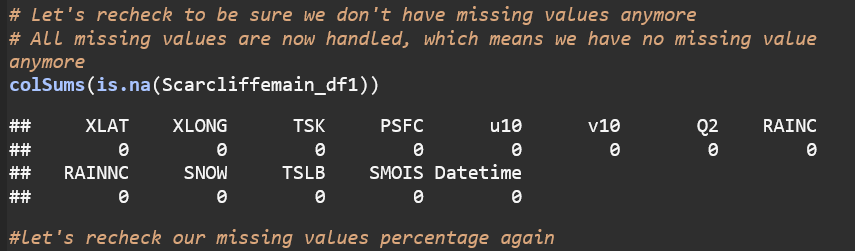 # Let's recheck to be sure we don't have missing values anymore
# All missing values are now handled, which means we have no missing value
anymore
colSums(is.na(Scarcliffemain_df1))
## XLAT XLONG TSK PSFC u10 v10 Q2 RAINC
## 0 0 0 0 0 0 0 0
## RAINNC SNOW TSLB SMOIS Datetime
## 0 0 0 0 0
#let's recheck our missing values percentage again